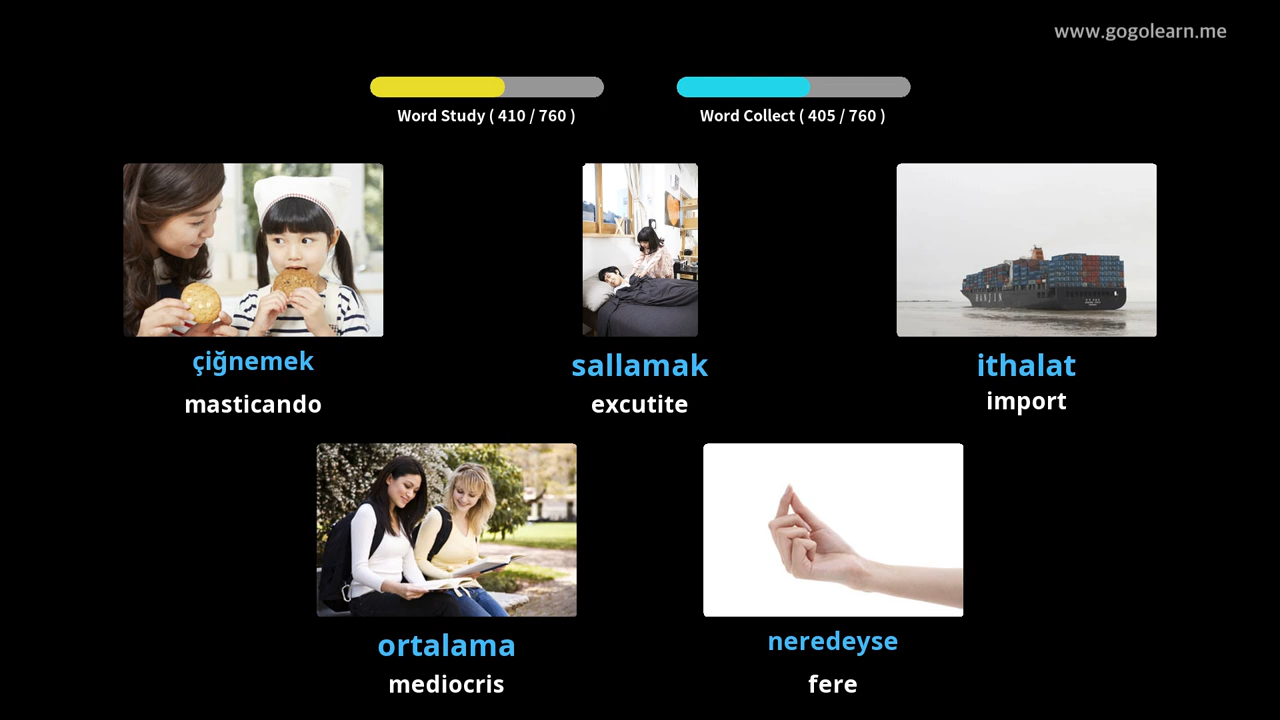 www.gogolearn.me
Word Study ( 410 / 760 )
Word Collect ( 405 / 760 )
HANJIN
çiğnemek
sallamak
ithalat
masticando
excutite
import
ortalama
neredeyse
mediocris
fere